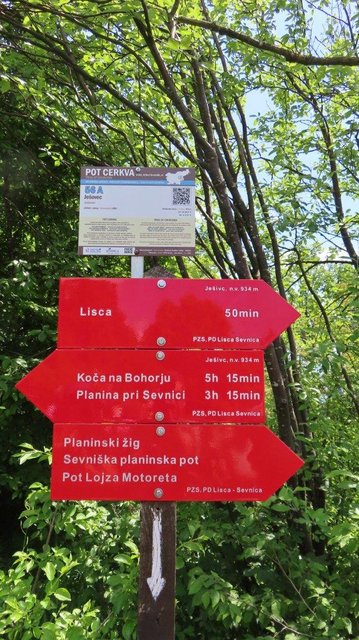 POT CERKVA
56 A
Ješovec
Ješivc, n.v. 934 m
Lisca 50min
PZS, PD Lisca Sevnica
Ješivc, n.v. 934 m
Koča na Bohorju 5h 15min
Planina pri Sevnici 3h 15min
PZS, PD Lisca Sevnica
Planinski žig
Sevniška planinska pot
Pot Lojza Motoreta
PZS, PD Lisca - Sevnica